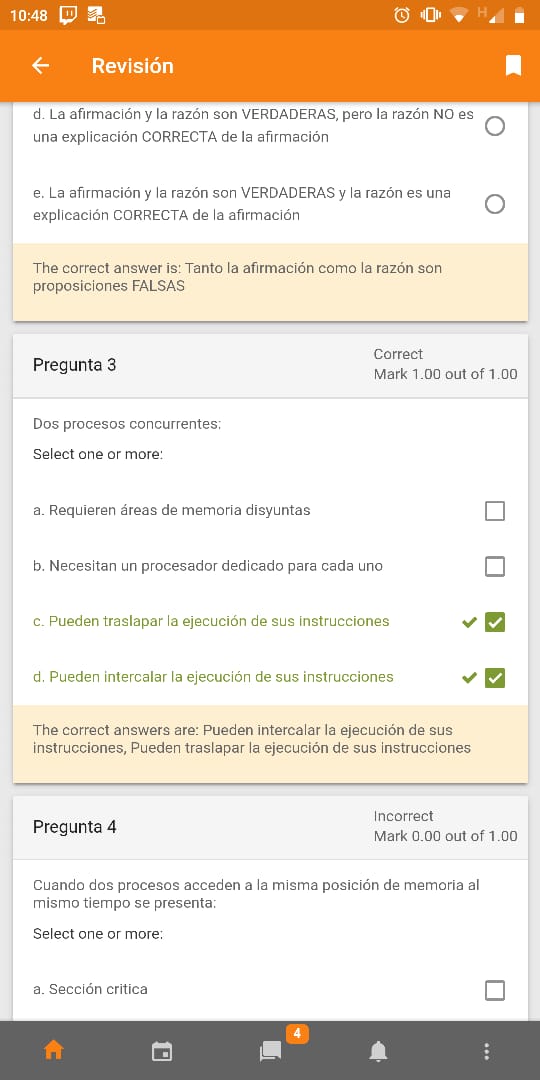 10:48
H
Revisión
d. La afirmación y la razón son VERDADERAS, pero la razón NO es
una explicación CORRECTA de la afirmación
e. La afirmación y la razón son VERDADERAS y la razón es una
explicación CORRECTA de la afirmación
The correct answer is: Tanto la afirmación como la razón son
proposiciones FALSAS
Pregunta 3
Correct
Mark 1.00 out of 1.00
Dos procesos concurrentes:
Select one or more:
a. Requieren áreas de memoria disyuntas
b. Necesitan un procesador dedicado para cada uno
c. Pueden traslapar la ejecución de sus instrucciones
d. Pueden intercalar la ejecución de sus instrucciones
The correct answers are: Pueden intercalar la ejecución de sus
instrucciones, Pueden traslapar la ejecución de sus instrucciones
Pregunta 4
Incorrect
Mark 0.00 out of 1.00
Cuando dos procesos acceden a la misma posición de memoria al
mismo tiempo se presenta:
Select one or more:
a. Sección critica
4